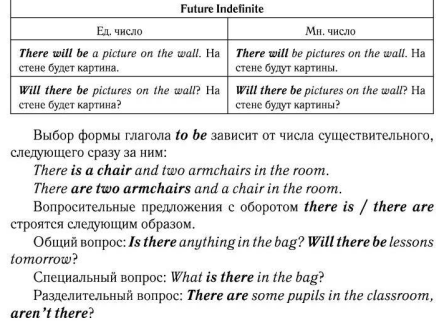 Future Indefinite
Ед. число
Мн. число
There will be a picture on the wall. На
стене будет картина.
There will be pictures on the wall. На
стене будут картины.
Will there be pictures on the wall? На
стене будет картина?
Will there be pictures on the wall? На
стене будут картины?
Выбор формы глагола to be зависит от числа существительного,
следующего сразу за ним:
There is a chair and two armchairs in the room.
There are two armchairs and a chair in the room.
Вопросительные предложения с оборотом there is / there are
строятся следующим образом.
Общий вопрос: Is there anything in the bag? Will there be lessons
tomorrow?
Специальный вопрос: What is there in the bag?
Разделительный вопрос: There are some pupils in the classroom,
aren't there?